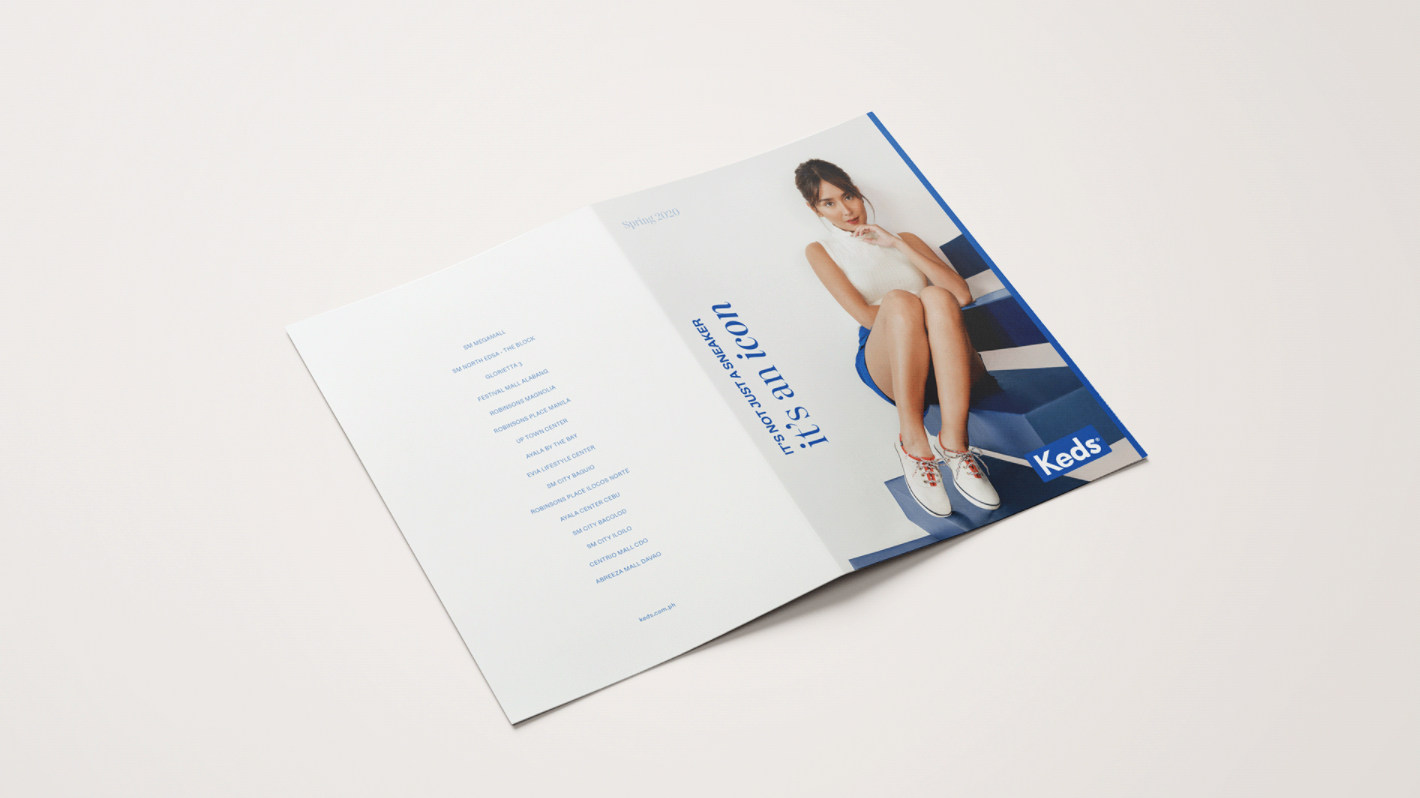 SM MEGAMALL
SM NORTH EDSA - THE BLOCK
GLORIETTA 3
FESTIVAL MALL ALABANG
ROBINSONS MAGNOLIA
ROBINSONS PLACE MANILA
UP TOWN CENTER
AYALA BY THE BAY
EVIA LIFESTYLE CENTER
SM CITY BAGUIO
ROBINSONS PLACE ILOCOS NORTE
AYALA CENTER CEBU
SM CITY BACOLOD
SM CITY ILOILO
CENTRIO MALL CDO
ABREEZA MALL DAVAO
keds.com.ph
Spring 2020
IT'S NOT JUST A SNEAKER
it's an icon
Keds®